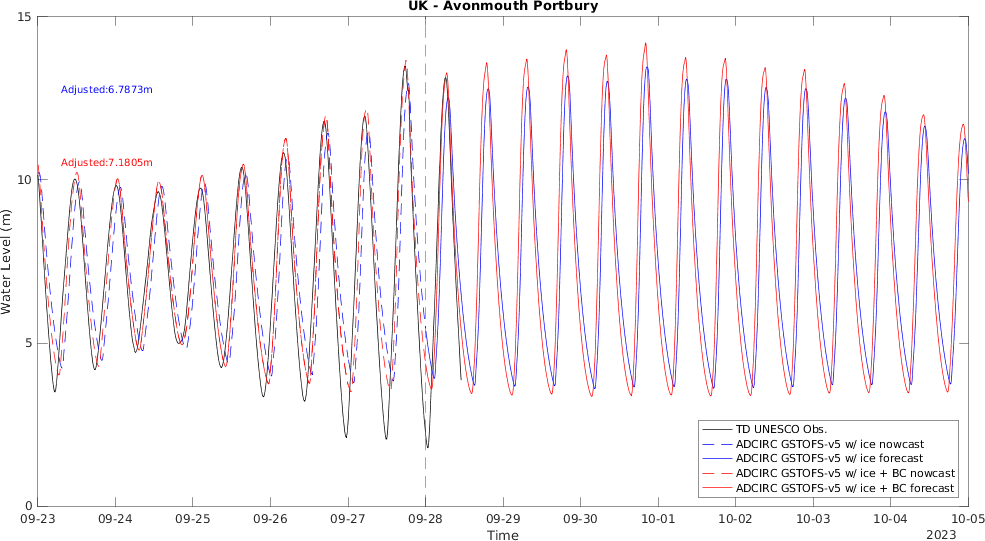 UK - Avonmouth Portbury
15
Adjusted:6.7873m
Adjusted:7.1805m
10
Water Level (m)
5
TD UNESCO Obs.
ADCIRC GSTOFS-v5 w/ ice nowcast
ADCIRC GSTOFS-v5 w/ ice forecast
ADCIRC GSTOFS-v5 w/ ice + BC nowcast
ADCIRC GSTOFS-v5 w/ ice + BC forecast
0
09-23 09-24 09-25 09-26 09-27 09-28 09-29 09-30 10-01 10-02 10-03 10-04 10-05
Time
2023